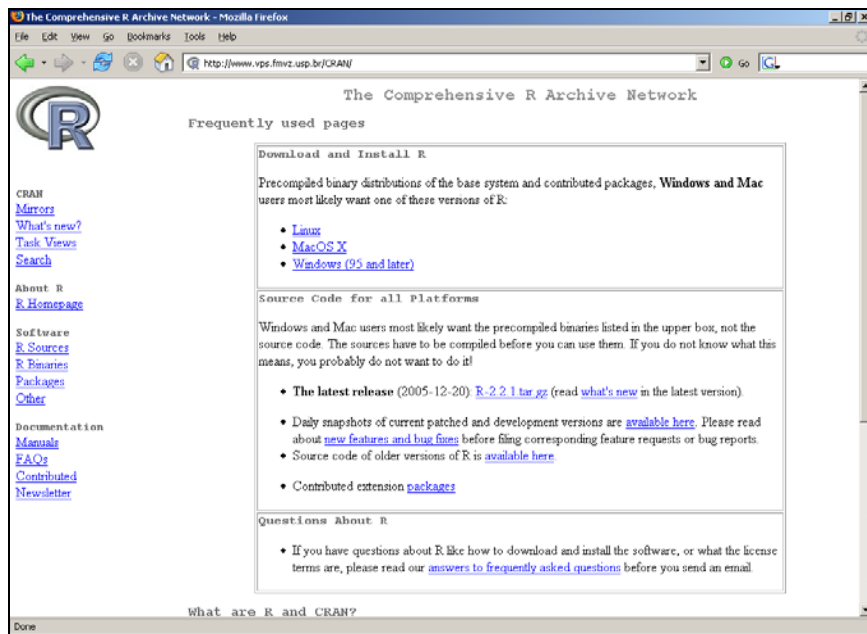 The Comprehensive R Archive Network - Mozilla Firefox
File Edit View Go Bookmarks Tools Help
http://www.vps.fmvz.usp.br/CRAN/
Go
G
R
The Comprehensive R Archive Network
Frequently used pages
CRAN
Mirrors
What's new?
Task Views
Search
About R
R Homepage
Software
R Sources
R Binaries
Packages
Other
Documentation
Manuals
FAQs
Contributed
Newsletter
Download and Install R
Precompiled binary distributions of the base system and contributed packages, Windows and Mac
users most likely want one of these versions of R:
• Linux
• MacOS X
• Windows (95 and later)
Source Code for all Platforms
Windows and Mac users most likely want the precompiled binaries listed in the upper box, not the
source code. The sources have to be compiled before you can use them. If you do not know what this
means, you probably do not want to do it!
• The latest release (2005-12-20): R-2.2.1.tar.gz (read what's new in the latest version).
• Daily snapshots of current patched and development versions are available here. Please read
about new features and bug fixes before filing corresponding feature requests or bug reports.
• Source code of older versions of R is available here.
• Contributed extension packages
Questions About R
• If you have questions about R like how to download and install the software, or what the license
terms are, please read our answers to frequently asked questions before you send an email.
What are R and CRAN?
Done